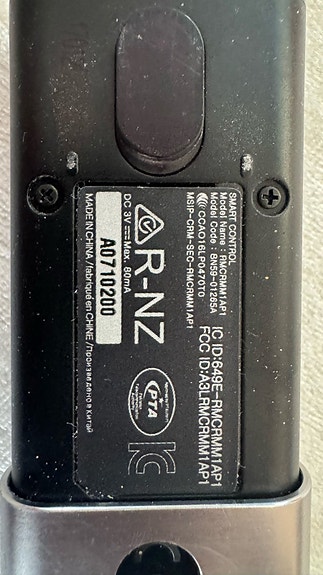 SMART CONTROL
Model Name : RMCRMM1AP1
Model Code : BN59-01265A
CCAO16LP0470T0
MSIP-CRM-SEC-RMCRMM1AP1
IC ID:649E-RMCRMM1AP1
FCC ID:A3LRMCRMM1AP1
R-NZ
DC 3V Max. 80mA
A0710200
MADE IN CHINA / fabriqué en CHINE / Произведено в Китай
PTA